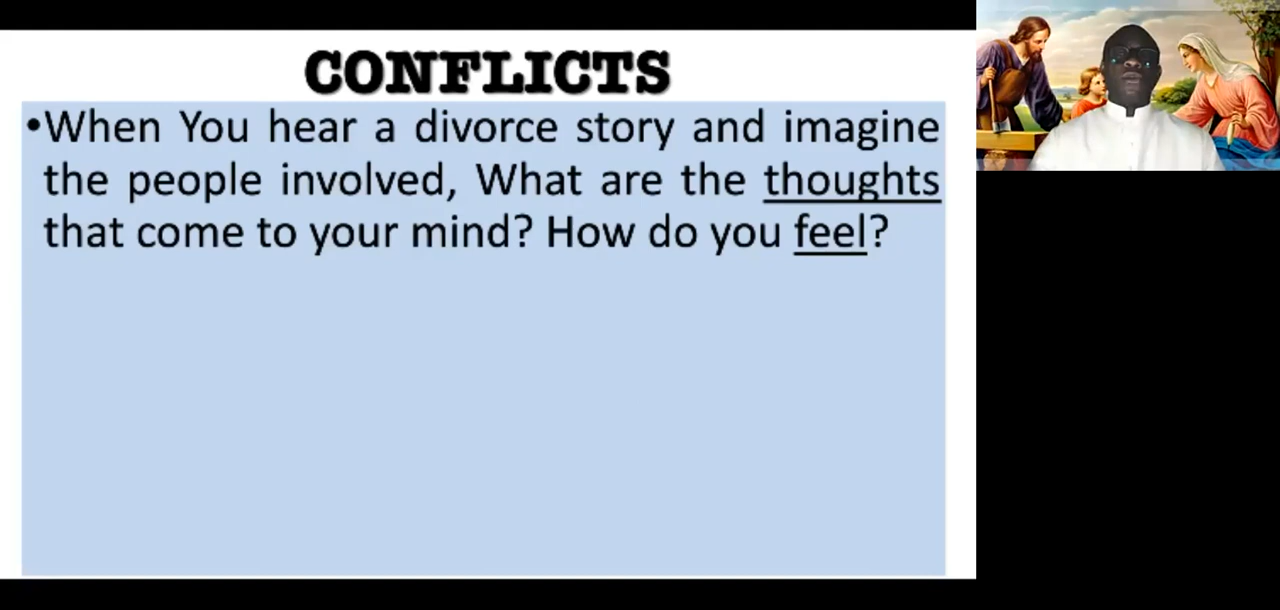 CONFLICTS
•When You hear a divorce story and imagine
the people involved, What are the thoughts
that come to your mind? How do you feel?